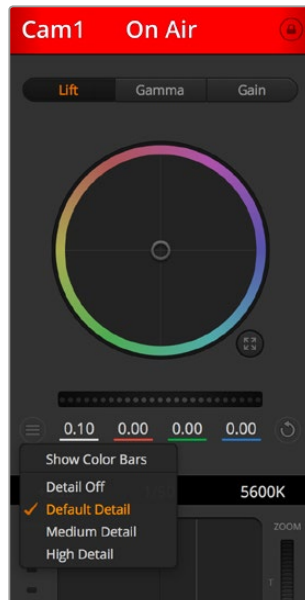 Cam1 On Air
Lift Gamma Gain
0.10 0.00 0.00 0.00
Show Color Bars
Detail Off
Default Detail
Medium Detail
High Detail
5600K
ZOOM
T